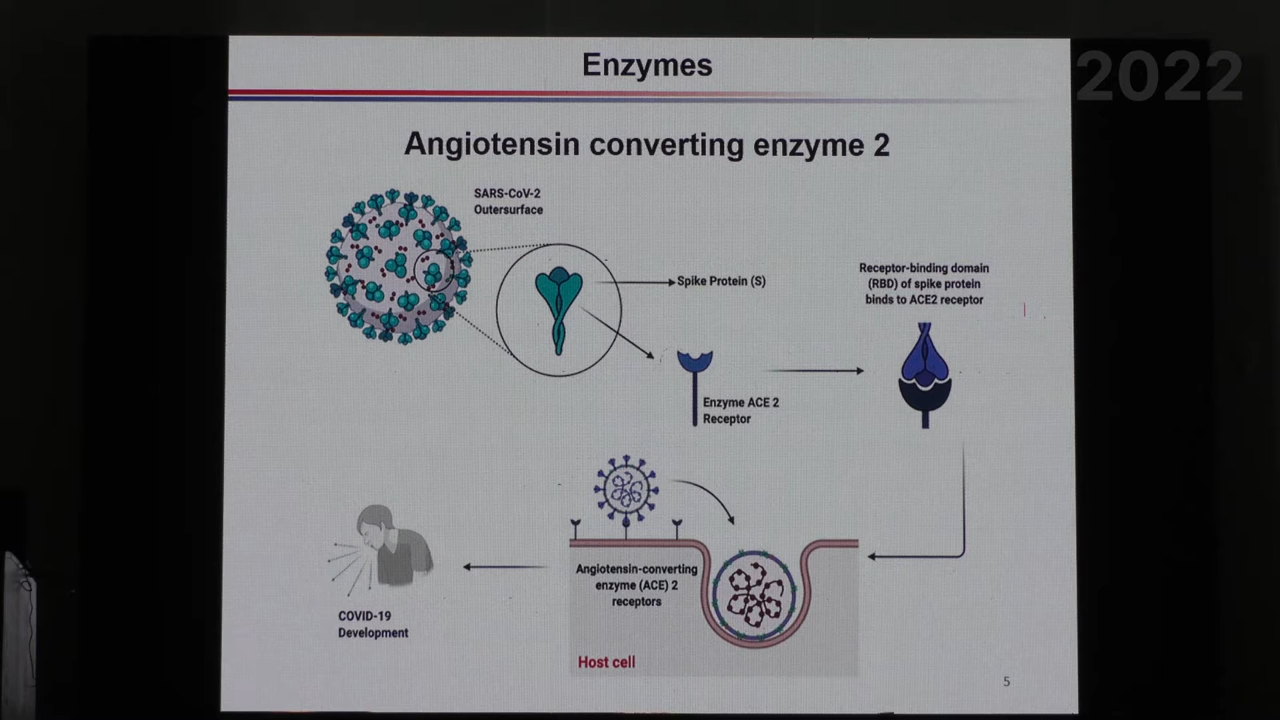 Enzymes
2022
Angiotensin converting enzyme 2
SARS-CoV-2
Outersurface
Spike Protein (S)
Receptor-binding domain
(RBD) of spike protein
binds to ACE2 receptor
Enzyme ACE 2
Receptor
Angiotensin-converting
enzyme (ACE) 2
receptors
COVID-19
Development
Host cell
5